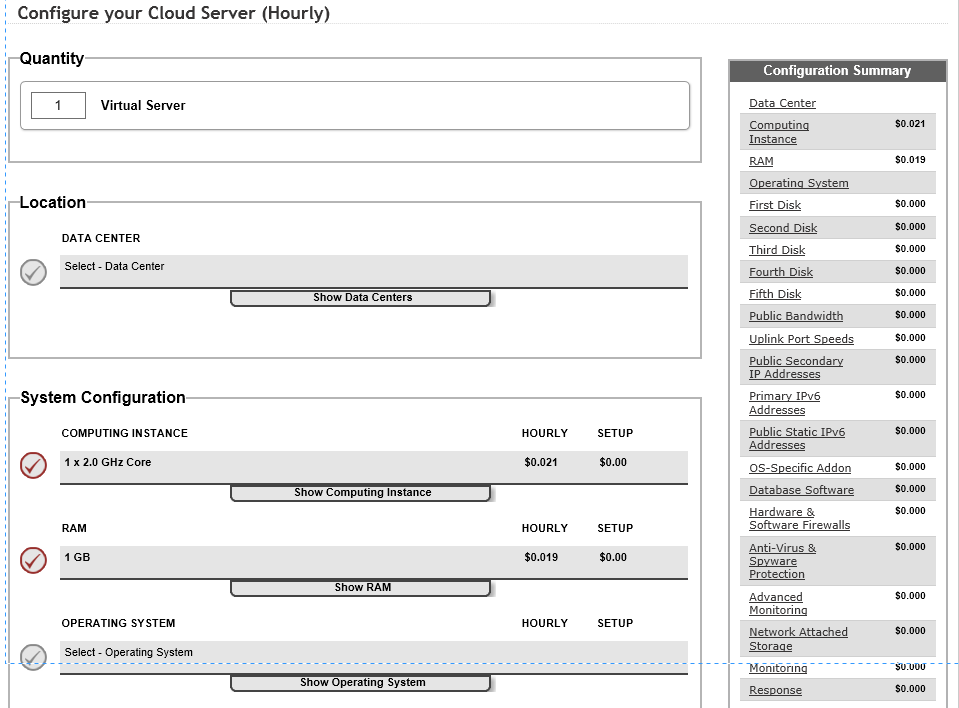 Configure your Cloud Server (Hourly)
Quantity
1 Virtual Server
Location
DATA CENTER
Select - Data Center
Show Data Centers
System Configuration
COMPUTING INSTANCE HOURLY SETUP
1 x 2.0 GHz Core $0.021 $0.00
Show Computing Instance
RAM HOURLY SETUP
1 GB $0.019 $0.00
Show RAM
OPERATING SYSTEM HOURLY SETUP
Select - Operating System
Show Operating System
Configuration Summary
Data Center
Computing $0.021
Instance
RAM $0.019
Operating System
First Disk $0.000
Second Disk $0.000
Third Disk $0.000
Fourth Disk $0.000
Fifth Disk $0.000
Public Bandwidth $0.000
Uplink Port Speeds $0.000
Public Secondary $0.000
IP Addresses
Primary IPv6 $0.000
Addresses
Public Static IPv6 $0.000
Addresses
OS-Specific Addon $0.000
Database Software $0.000
Hardware & $0.000
Software Firewalls
Anti-Virus & $0.000
Spyware
Protection
Advanced $0.000
Monitoring
Network Attached $0.000
Storage
Monitoring $0.000
Response $0.000